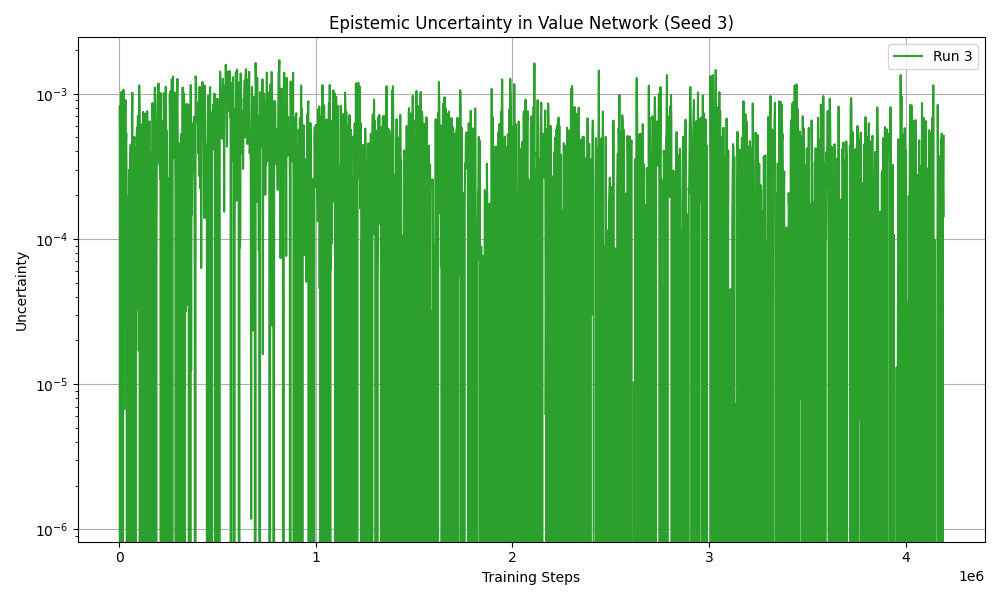 Epistemic Uncertainty in Value Network (Seed 3)
Run 3
Uncertainty
10⁻³
10⁻⁴
10⁻⁵
10⁻⁶
0 1 2 3 4
1e6
Training Steps